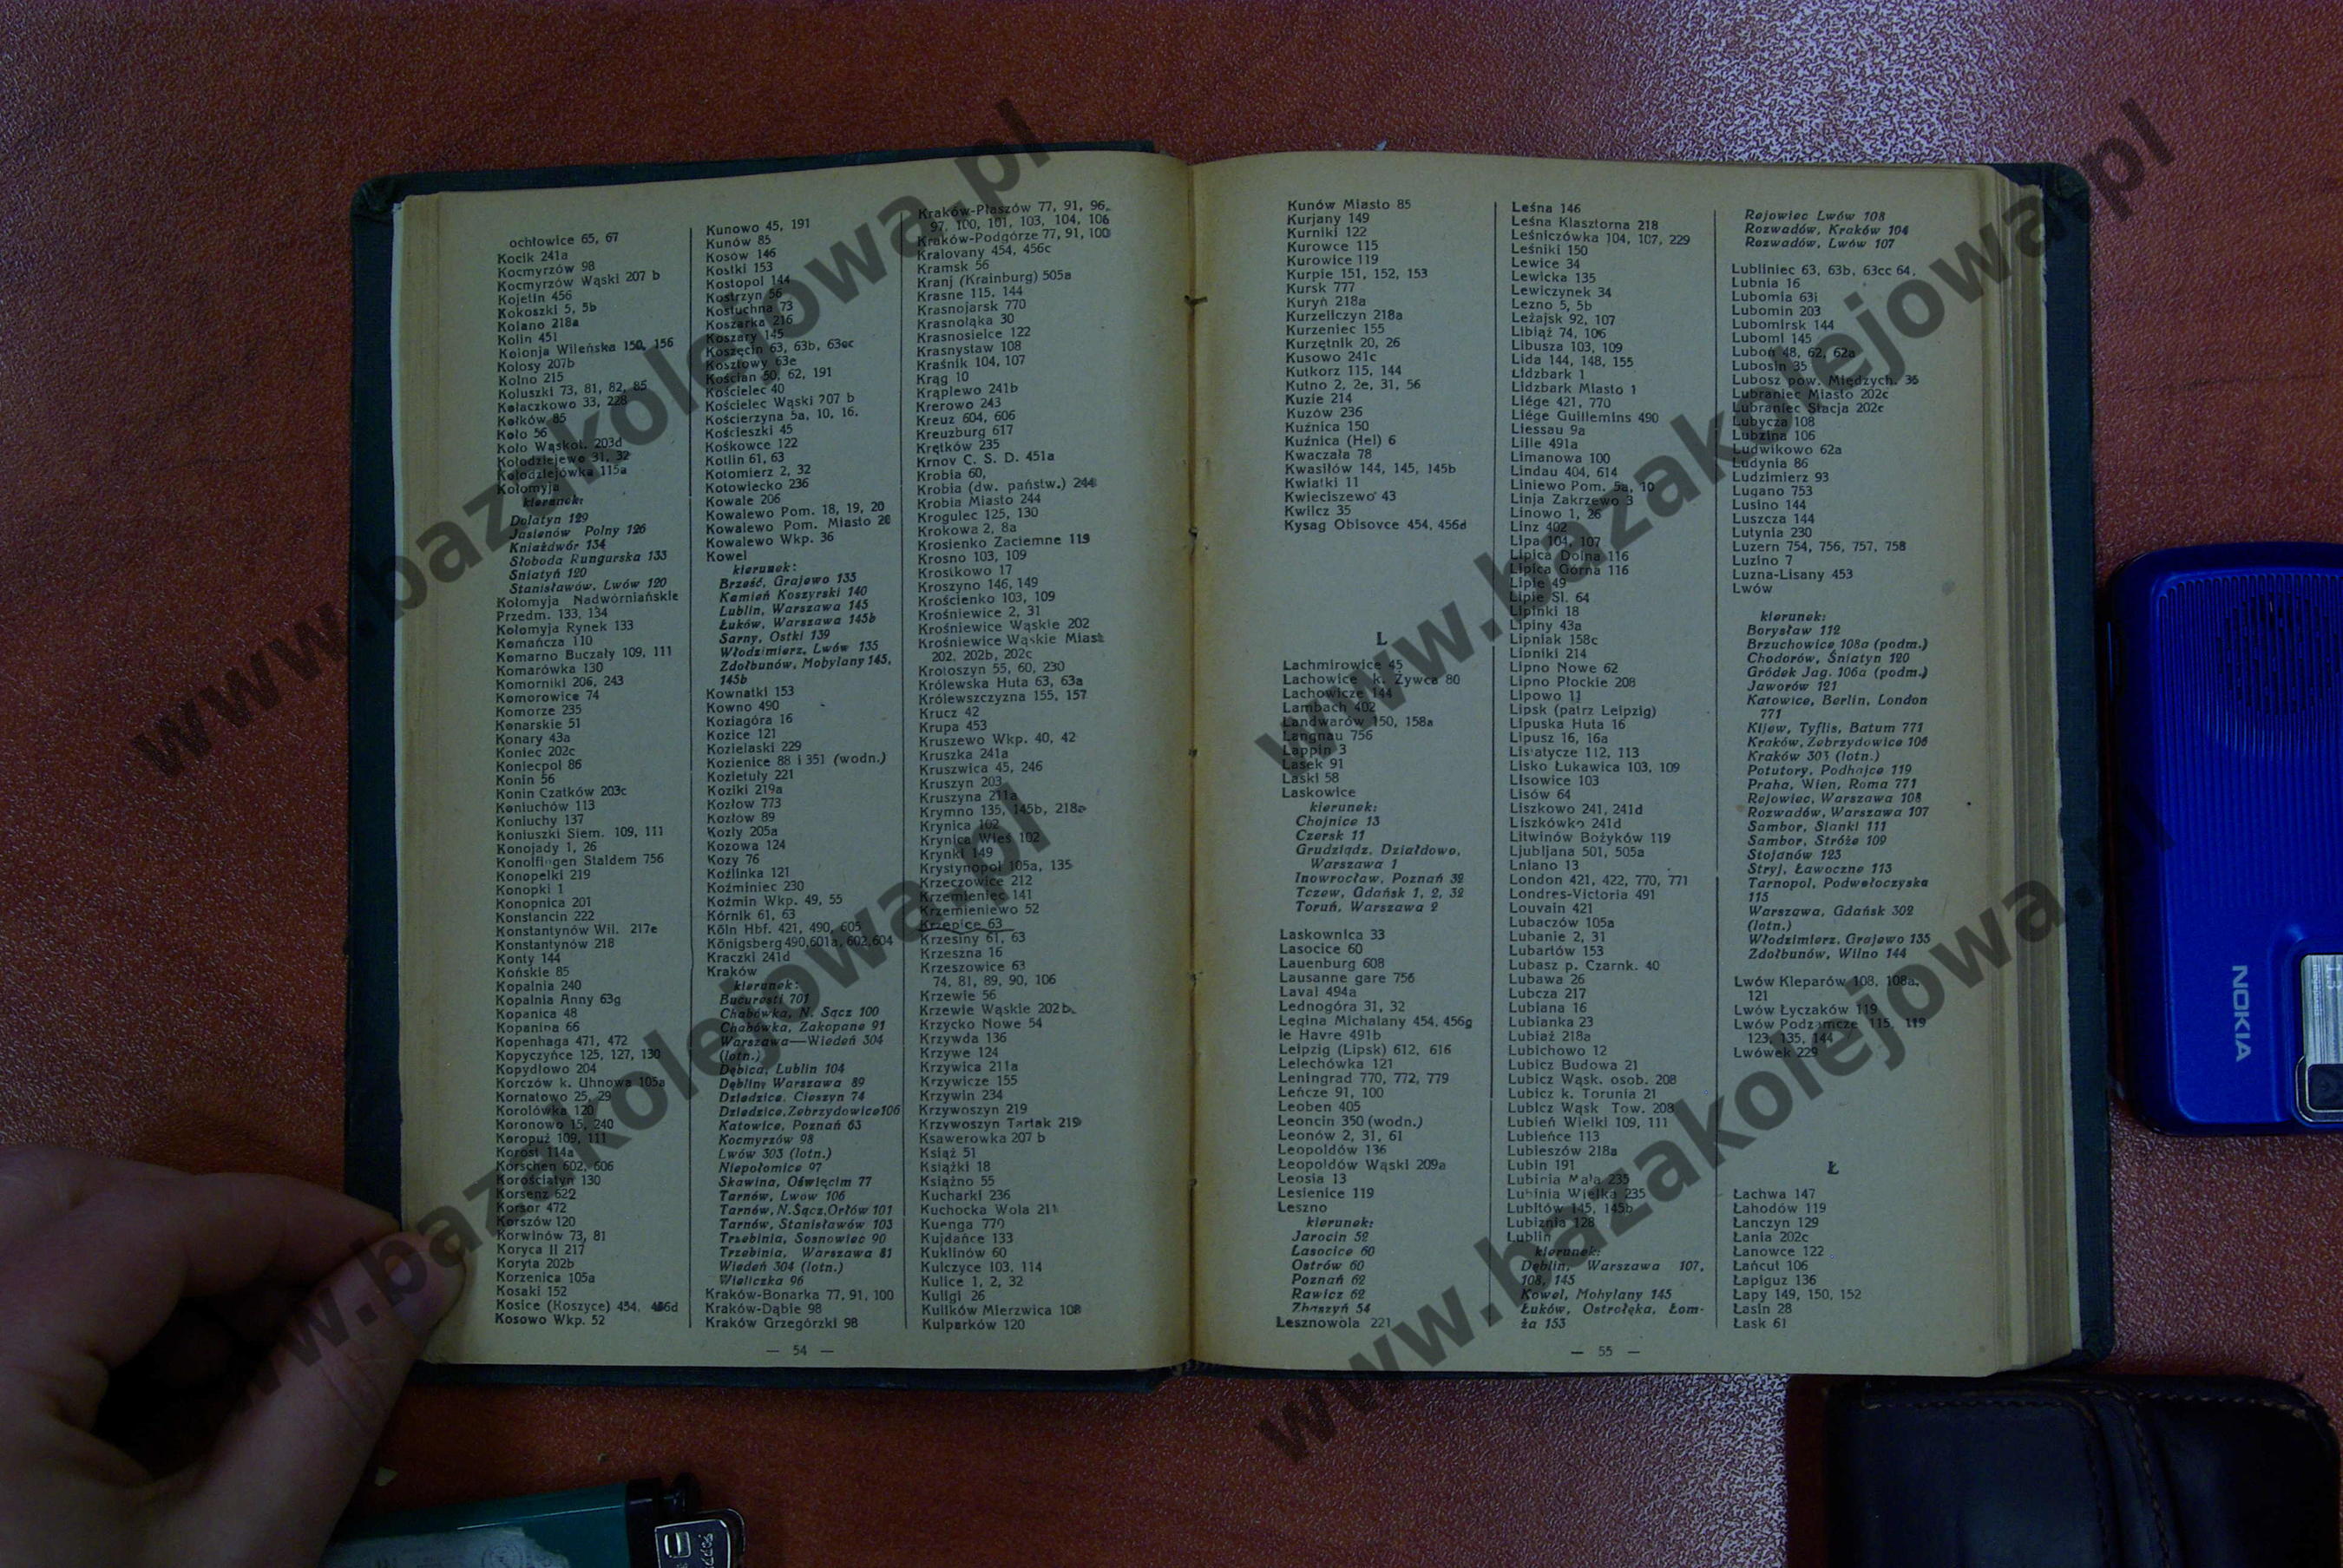 ochłowice 65, 67
Kocik 241a
Kocmyrzów 98
Kocmyrzów Wąski 207 b
Kojetin 456
Kokoszki 5, 5b
Kolano 218a
Kolin 451
Kolonja Wileńska 150, 156
Kolosy 207b
Kolno 215
Koluszki 73, 81, 82, 85
Kołaczkowo 33, 228
Kołków 85
Koło 56
Koło Wąskot. 203d
Kołodziejewo 31, 32
Kołodziejówka 115a
Kołomyja
kierunek:
Delatyn 129
Jasienów Polny 126
Kniaźdwór 134
Słoboda Rungurska 133
Śniatyń 120
Stanisławów, Lwów 120
Kołomyja Nadwórniańskie
Przedm. 133, 134
Kołomyja Rynek 133
Komańcza 110
Komarno Buczały 109, 111
Komarówka 130
Komorniki 206, 243
Komorowice 74
Komorze 235
Konarskie 51
Konary 43a
Koniec 202c
Koniecpol 86
Konin 56
Konin Czatków 203c
Koniuchów 113
Koniuchy 137
Koniuszki Siem. 109, 111
Konojady 1, 26
Konolfingen Staldem 756
Konopelki 219
Konopki 1
Konopnica 201
Konstancin 222
Konstantynów Wil. 217e
Konstantynów 218
Konty 144
Końskie 85
Kopalnia 240
Kopalnia Anny 63g
Kopanica 48
Kopanina 66
Kopenhaga 471, 472
Kopyczyńce 125, 127, 130
Kopydłowo 204
Korczów k. Uhnowa 105a
Kornatowo 25, 29
Korolówka 120
Koronowo 15, 240
Koropuż 109, 111
Korost 114a
Korschen 602, 606
Korościatyn 130
Korsenz 622
Korsor 472
Korszów 120
Korwinów 73, 81
Koryca II 217
Koryta 202b
Korzenica 105a
Kosaki 152
Kosice (Koszyce) 454, 456d
Kosowo Wkp. 52
Kunowo 45, 191
Kunów 85
Kosów 146
Kostki 153
Kostopol 144
Kostrzyn 56
Kostuchna 73
Koszarka 216
Koszary 145
Koszęcin 63, 63b, 63cc
Kosztowy 63e
Kościan 50, 62, 191
Kościelec 40
Kościelec Wąski 207 b
Kościerzyna 5a, 10, 16,
Kościeszki 45
Kośkowce 122
Kotlin 61, 63
Kotomierz 2, 32
Kotowiecko 236
Kowale 206
Kowalewo Pom. 18, 19, 20
Kowalewo Pom. Miasto 20
Kowalewo Wkp. 36
Kowel
kierunek:
Brześć, Grajewo 135
Kamień Koszyrski 140
Lublin, Warszawa 145
Łuków, Warszawa 145b
Sarny, Ostki 139
Włodzimierz, Lwów 135
Zdołbunów, Mohylany 145,
145b
Kownatki 153
Kowno 490
Koziagóra 16
Kozice 121
Kozielaski 229
Kozienice 88 i 351 (wodn.)
Kozietuły 221
Koziki 219a
Kozłow 773
Kozłow 89
Kozły 205a
Kozowa 124
Kozy 76
Koźlinka 121
Koźminiec 230
Koźmin Wkp. 49, 55
Kórnik 61, 63
Köln Hbf. 421, 490, 605
Königsberg 490, 601a, 602, 604
Kraczki 241d
Kraków
kierunek:
Bucuresti 701
Chabówka, N. Sącz 100
Chabówka, Zakopane 91
Warszawa—Wiedeń 304
(lotn.)
Dębica, Lublin 104
Dęblin, Warszawa 89
Dziedzice, Cieszyn 74
Dziedzice, Zebrzydowice 106
Katowice, Poznań 63
Kocmyrzów 98
Lwów 303 (lotn.)
Niepołomice 97
Skawina, Oświęcim 77
Tarnów, Lwow 106
Tarnów, N. Sącz, Orłów 101
Tarnów, Stanisławów 103
Trzebinia, Sosnowiec 90
Trzebinia, Warszawa 81
Wiedeń 304 (lotn.)
Wieliczka 96
Kraków-Bonarka 77, 91, 100
Kraków-Dąbie 98
Kraków Grzegórzki 98
Kraków-Płaszów 77, 91, 96,
97, 100, 101, 103, 104, 106
Kraków-Podgórze 77, 91, 100
Kralovany 454, 456c
Kramsk 56
Kranj (Krainburg) 505a
Krasne 115, 144
Krasnojarsk 770
Krasnołąka 30
Krasnosielce 122
Krasnystaw 108
Kraśnik 104, 107
Krąg 10
Krąplewo 241b
Krerowo 243
Kreuz 604, 606
Kreuzburg 617
Krętków 235
Krnov C. S. D. 451a
Krobia 60,
Krobia (dw. państw.) 244
Krobia Miasto 244
Krogulec 125, 130
Krokowa 2, 8a
Krosienko Zaciemne 119
Krosno 103, 109
Krostkowo 17
Kroszyno 146, 149
Krościenko 103, 109
Krośniewice 2, 31
Krośniewice Wąskie 202
Krośniewice Wąskie Miast
202, 202b, 202c
Krotoszyn 55, 60, 230
Królewska Huta 63, 63a
Królewszczyzna 155, 157
Krucz 42
Krupa 453
Kruszewo Wkp. 40, 42
Kruszka 241a
Kruszwica 45, 246
Kruszyn 203
Kruszyna 211a
Krymno 135, 145b, 218a
Krynica 102
Krynica Wieś 102
Krynki 149
Krystynopol 105a, 135
Krzeczowice 212
Krzemieniec 141
Krzemieniewo 52
Krzepice 63
Krzesiny 61, 63
Krzeszna 16
Krzeszowice 63
74, 81, 89, 90, 106
Krzewie 56
Krzewie Wąskie 202b
Krzycko Nowe 54
Krzywda 136
Krzywe 124
Krzywica 211a
Krzywicze 155
Krzywin 234
Krzywoszyn 219
Krzywoszyn Tartak 219
Ksawerowka 207 b
Książ 51
Książki 18
Książno 55
Kucharki 236
Kuchocka Wola 211
Kuenga 770
Kujdańce 133
Kuklinów 60
Kulczyce 103, 114
Kulice 1, 2, 32
Kuligi 26
Kulików Mierzwica 108
Kulparków 120
— 54 —
Kunów Miasto 85
Kurjany 149
Kurniki 122
Kurowce 115
Kurowice 119
Kurpie 151, 152, 153
Kursk 777
Kuryń 218a
Kurzeliczyn 218a
Kurzeniec 155
Kurzętnik 20, 26
Kusowo 241c
Kutkorz 115, 144
Kutno 2, 2e, 31, 56
Kuzie 214
Kuzów 236
Kuźnica 150
Kuźnica (Hel) 6
Kwaczała 78
Kwasiłów 144, 145, 145b
Kwiatki 11
Kwieciszewo 43
Kwilcz 35
Kysag Obisovce 454, 456d
L
Lachmirowice 45
Lachowice k. Żywca 80
Lachowicze 144
Lambach 402
Landwarów 150, 158a
Langnau 756
Lappin 3
Lasek 91
Laski 58
Laskowice
kierunek:
Chojnice 13
Czersk 11
Grudziądz, Działdowo,
Warszawa 1
Inowrocław, Poznań 32
Tczew, Gdańsk 1, 2, 32
Toruń, Warszawa 2
Laskownica 33
Lasocice 60
Lauenburg 608
Lausanne gare 756
Laval 494a
Lednogóra 31, 32
Legina Michalany 454, 456g
le Havre 491b
Leipzig (Lipsk) 612, 616
Lelechówka 121
Leningrad 770, 772, 779
Leńcze 91, 100
Leoben 405
Leoncin 350 (wodn.)
Leonów 2, 31, 61
Leopoldów 136
Leopoldów Wąski 209a
Leosia 13
Lesienice 119
Leszno
kierunek:
Jarocin 52
Lasocice 60
Ostrów 60
Poznań 62
Rawicz 62
Zbąszyń 54
Lesznowola 221
Leśna 146
Leśna Klasztorna 218
Leśniczówka 104, 107, 229
Leśniki 150
Lewice 34
Lewicka 135
Lewiczynek 34
Lezno 5, 5b
Leżajsk 92, 107
Libiąż 74, 106
Libusza 103, 109
Lida 144, 148, 155
Lidzbark 1
Lidzbark Miasto 1
Liége 421, 770
Liége Guillemins 490
Liessau 9a
Lille 491a
Limanowa 100
Lindau 404, 614
Liniewo Pom. 5a, 10
Linja Zakrzewo 3
Linowo 1, 26
Linz 402
Lipa 104, 107
Lipica Dolna 116
Lipica Górna 116
Lipie 49
Lipie Śl. 64
Lipinki 18
Lipiny 43a
Lipniak 158c
Lipniki 214
Lipno Nowe 62
Lipno Płockie 208
Lipowo 11
Lipsk (patrz Leipzig)
Lipuska Huta 16
Lipusz 16, 16a
Lisiatycze 112, 113
Lisko Łukawica 103, 109
Lisowice 103
Lisów 64
Liszkowo 241, 241d
Liszkówko 241d
Litwinów Bożyków 119
Ljubljana 501, 505a
Lniano 13
London 421, 422, 770, 771
Londres-Victoria 491
Louvain 421
Lubaczów 105a
Lubanie 2, 31
Lubartów 153
Lubasz p. Czarnk. 40
Lubawa 26
Lubcza 217
Lubiana 16
Lubianka 23
Lubiaż 218a
Lubichowo 12
Lubicz Budowa 21
Lubicz Wąsk. osob. 208
Lubicz k. Torunia 21
Lubicz Wąsk Tow. 208
Lubień Wielki 109, 111
Lubieńce 113
Lubieszów 218a
Lubin 191
Lubinia Mała 235
Lubinia Wielka 235
Lubitów 145, 145b
Lubiznia 128
Lublin
kierunek:
Dęblin, Warszawa 107,
108, 145
Kowel, Mohylany 145
Łuków, Ostrołęka, Łom-
ża 153
— 55 —
Rejowiec Lwów 108
Rozwadów, Kraków 104
Rozwadów, Lwów 107
Lubliniec 63, 63b, 63cc 64,
Lubnia 16
Lubomia 63i
Lubomin 203
Lubomirsk 144
Luboml 145
Luboń 48, 62, 62a
Lubosin 35
Lubosz pow. Międzych. 35
Lubraniec Miasto 202c
Lubraniec Stacja 202c
Lubycza 108
Lubzina 106
Ludwikowo 62a
Ludynia 86
Ludzimierz 93
Lugano 753
Lusino 144
Luszcza 144
Lutynia 230
Luzern 754, 756, 757, 758
Luzino 7
Luzna-Lisany 453
Lwów
kierunek:
Borysław 112
Brzuchowice 108a (podm.)
Chodorów, Śniatyn 120
Gródek Jag. 106a (podm.)
Jaworów 121
Katowice, Berlin, London
771
Kijew, Tyflis, Batum 771
Kraków, Zebrzydowice 106
Kraków 303 (lotn.)
Potutory, Podhajce 119
Praha, Wien, Roma 771
Rejowiec, Warszawa 108
Rozwadów, Warszawa 107
Sambor, Sianki 111
Sambor, Stróże 109
Stojanów 123
Stryj, Ławoczne 113
Tarnopol, Podwołoczyska
115
Warszawa, Gdańsk 302
(lotn.)
Włodzimierz, Grajewo 135
Zdołbunów, Wilno 144
Lwów Kleparów 108, 108a,
121
Lwów Łyczaków 119
Lwów Podzamcze 115, 119
123, 135, 144
Lwówek 229
Ł
Łachwa 147
Łahodów 119
Łanczyn 129
Łania 202c
Łanowce 122
Łańcut 106
Łapiguz 136
Łapy 149, 150, 152
Łasin 28
Łask 61
NOKIA
www.bazakolejowa.pl
www.bazakolejowa.pl
www.bazakolejowa.pl
www.bazakolejowa.pl